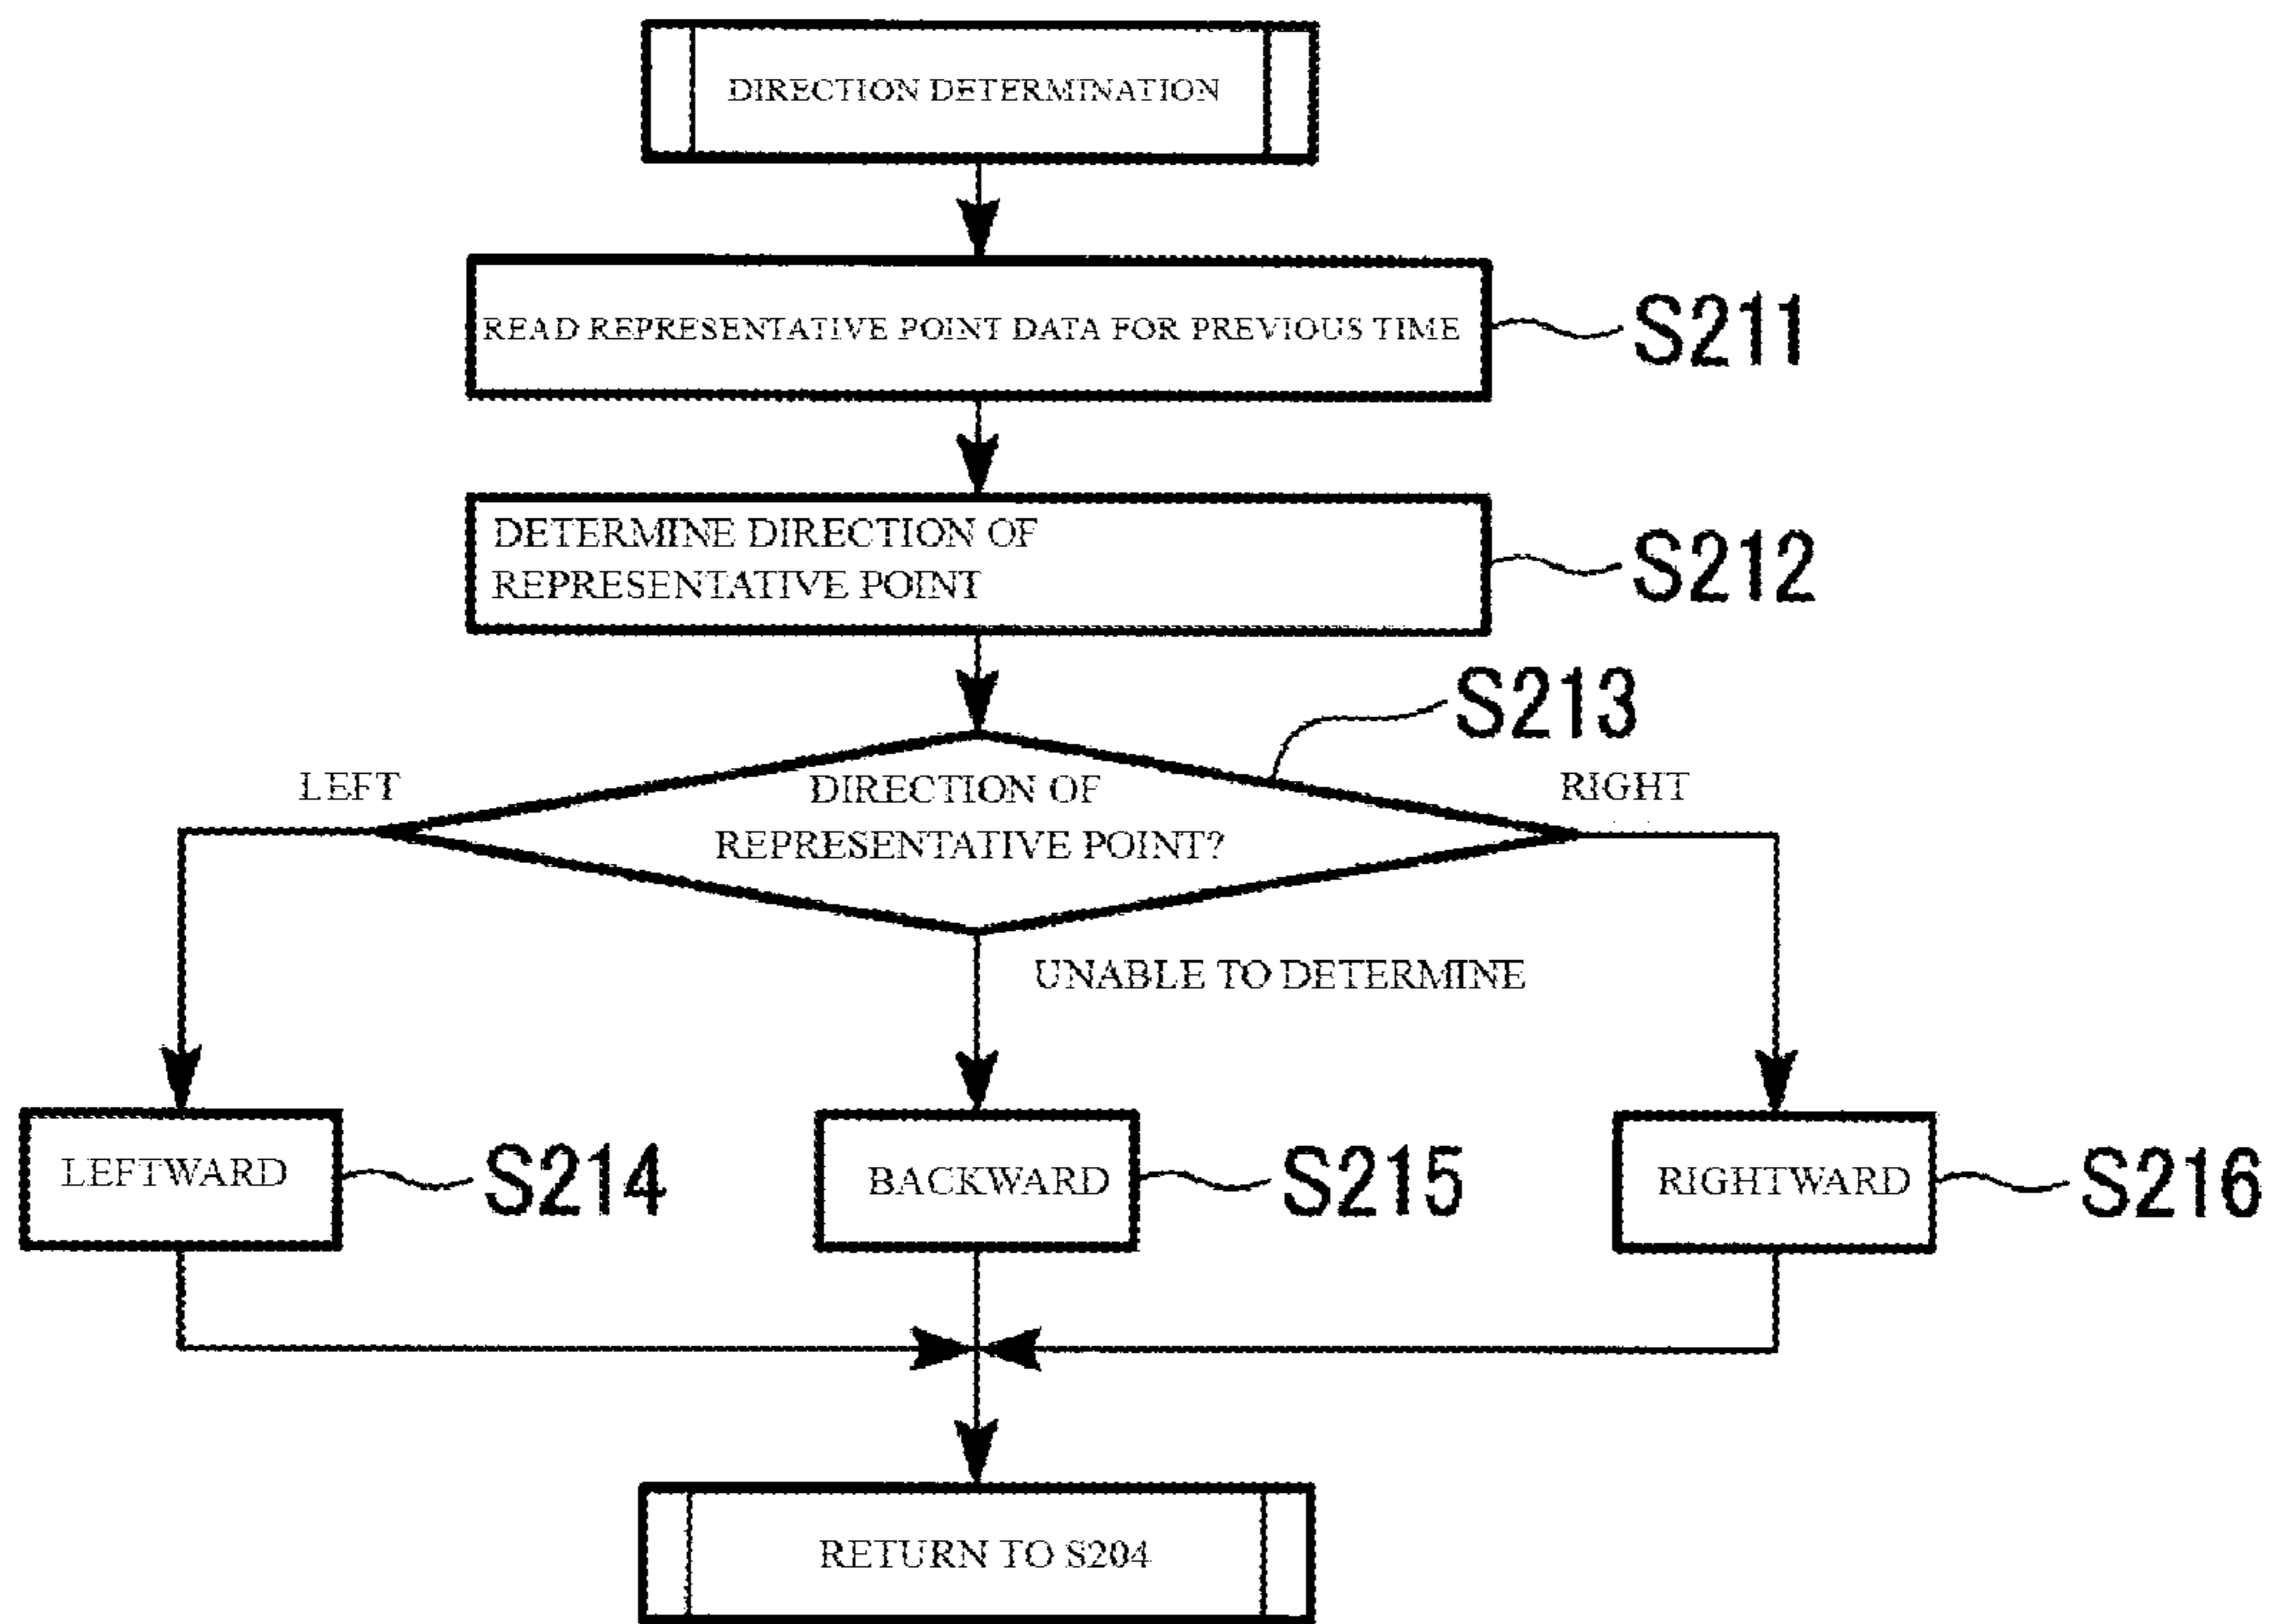 DIRECTION DETERMINATION
READ REPRESENTATIVE POINT DATA FOR PREVIOUS TIME
S211
DETERMINE DIRECTION OF
REPRESENTATIVE POINT
S212
S213
LEFT
DIRECTION OF
REPRESENTATIVE POINT?
RIGHT
UNABLE TO DETERMINE
LEFTWARD
S214
BACKWARD
S215
RIGHTWARD
S216
RETURN TO S204